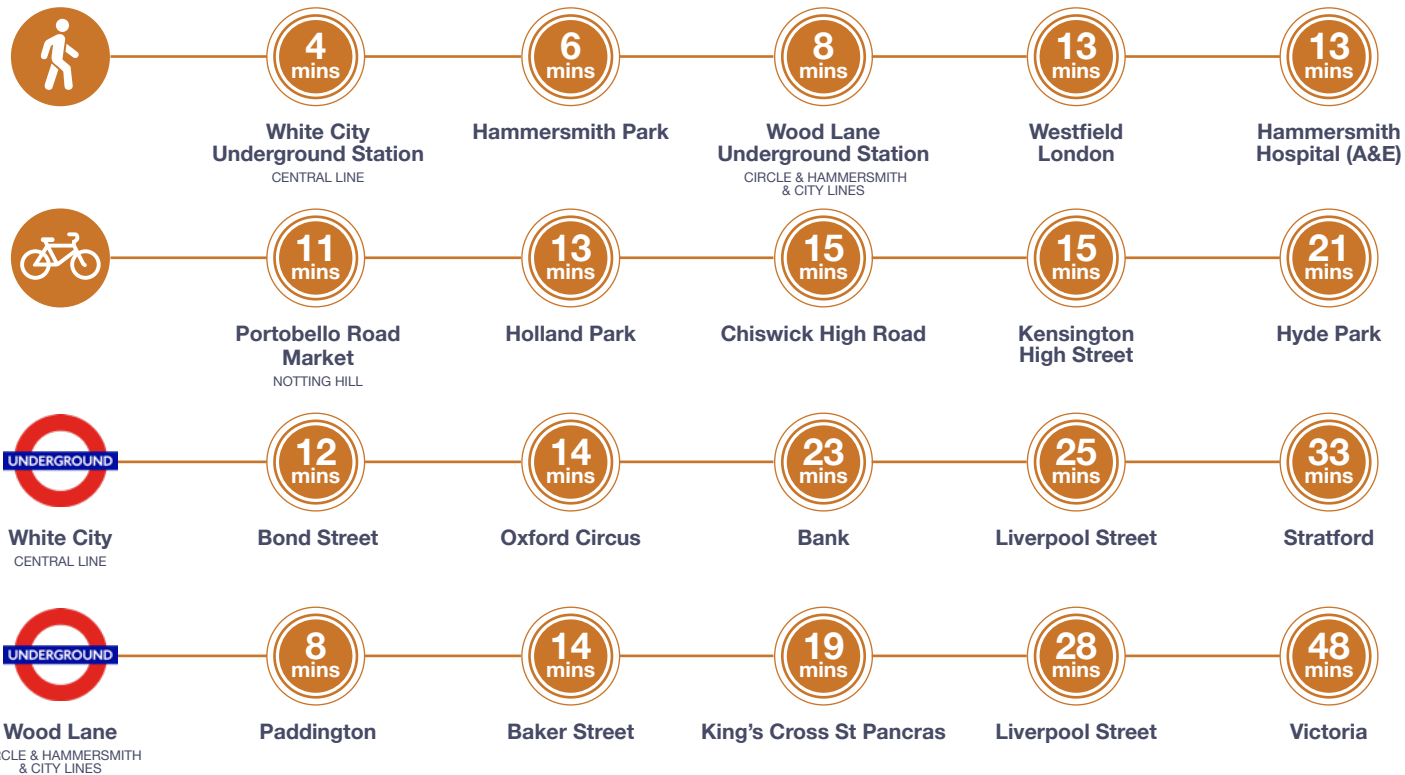 4
mins
6
mins
8
mins
13
mins
13
mins
White City
Underground Station
CENTRAL LINE
Hammersmith Park
Wood Lane
Underground Station
CIRCLE & HAMMERSMITH
& CITY LINES
Westfield
London
Hammersmith
Hospital (A&E)
11
mins
13
mins
15
mins
15
mins
21
mins
Portobello Road
Market
NOTTING HILL
Holland Park
Chiswick High Road
Kensington
High Street
Hyde Park
UNDERGROUND
12
mins
14
mins
23
mins
25
mins
33
mins
White City
CENTRAL LINE
Bond Street
Oxford Circus
Bank
Liverpool Street
Stratford
UNDERGROUND
8
mins
14
mins
19
mins
28
mins
48
mins
Wood Lane
RCLE & HAMMERSMITH
& CITY LINES
Paddington
Baker Street
King's Cross St Pancras
Liverpool Street
Victoria